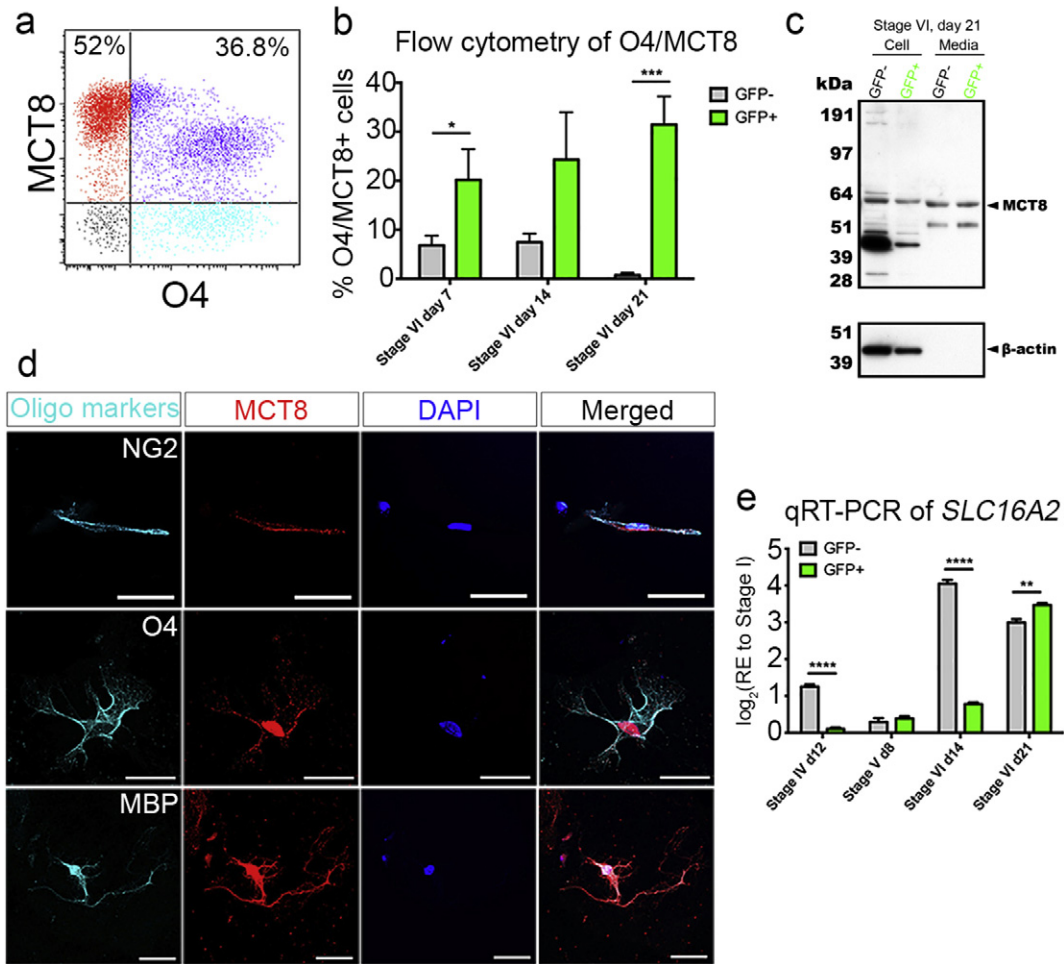 a
52%
36.8%
MCT8
O4
b
Flow cytometry of O4/MCT8
% O4/MCT8+ cells
40
30
20
10
0
*
***
GFP-
GFP+
Stage VI day 7
Stage VI day 14
Stage VI day 21
c
Stage VI, day 21
Cell
Media
kDa
GFP-
GFP+
GFP-
GFP+
191
97
64
51
39
28
MCT8
51
39
β-actin
d
Oligo markers
MCT8
DAPI
Merged
NG2
O4
MBP
e
qRT-PCR of SLC16A2
GFP-
GFP+
log₂(RE to Stage I)
5
4
3
2
1
0
****
****
**
Stage IV d12
Stage V d8
Stage VI d14
Stage VI d21